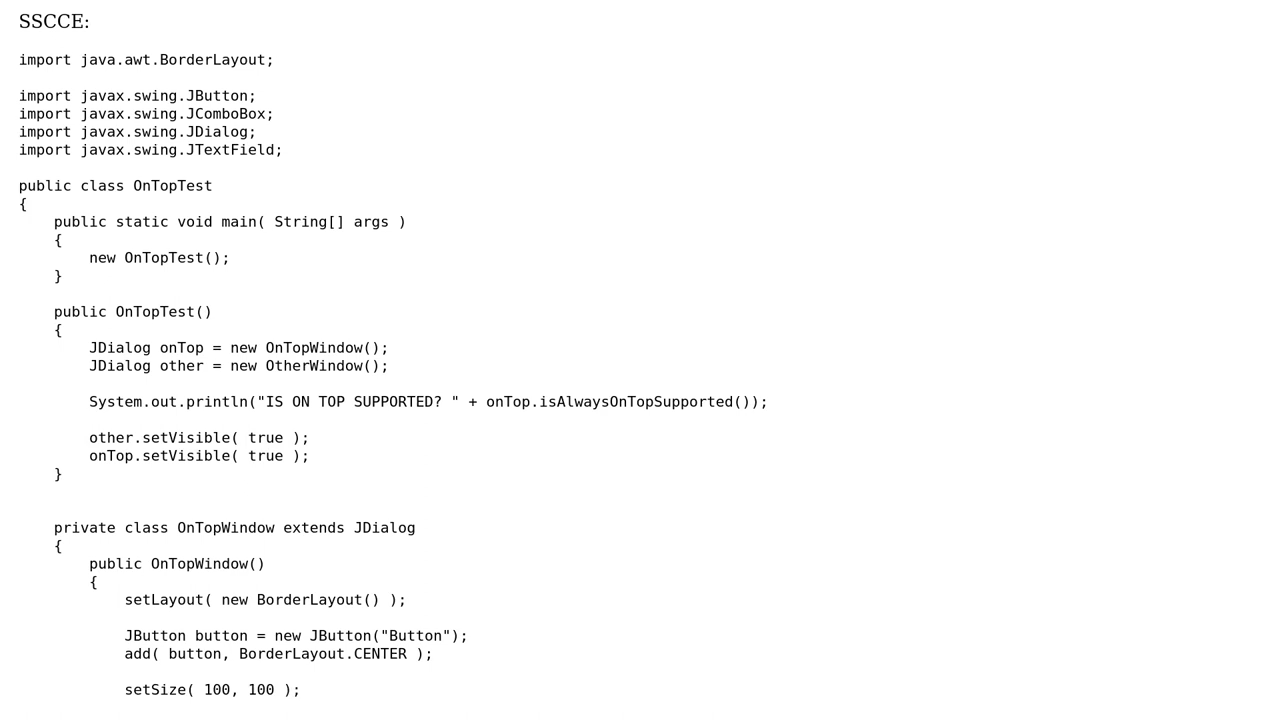 SSCCE:
import java.awt.BorderLayout;
import javax.swing.JButton;
import javax.swing.JComboBox;
import javax.swing.JDialog;
import javax.swing.JTextField;
public class OnTopTest
{
    public static void main( String[] args )
    {
        new OnTopTest();
    }
    public OnTopTest()
    {
        JDialog onTop = new OnTopWindow();
        JDialog other = new OtherWindow();
        System.out.println("IS ON TOP SUPPORTED? " + onTop.isAlwaysOnTopSupported());
        other.setVisible( true );
        onTop.setVisible( true );
    }
    private class OnTopWindow extends JDialog
    {
        public OnTopWindow()
        {
            setLayout( new BorderLayout() );
            JButton button = new JButton("Button");
            add( button, BorderLayout.CENTER );
            setSize( 100, 100 );